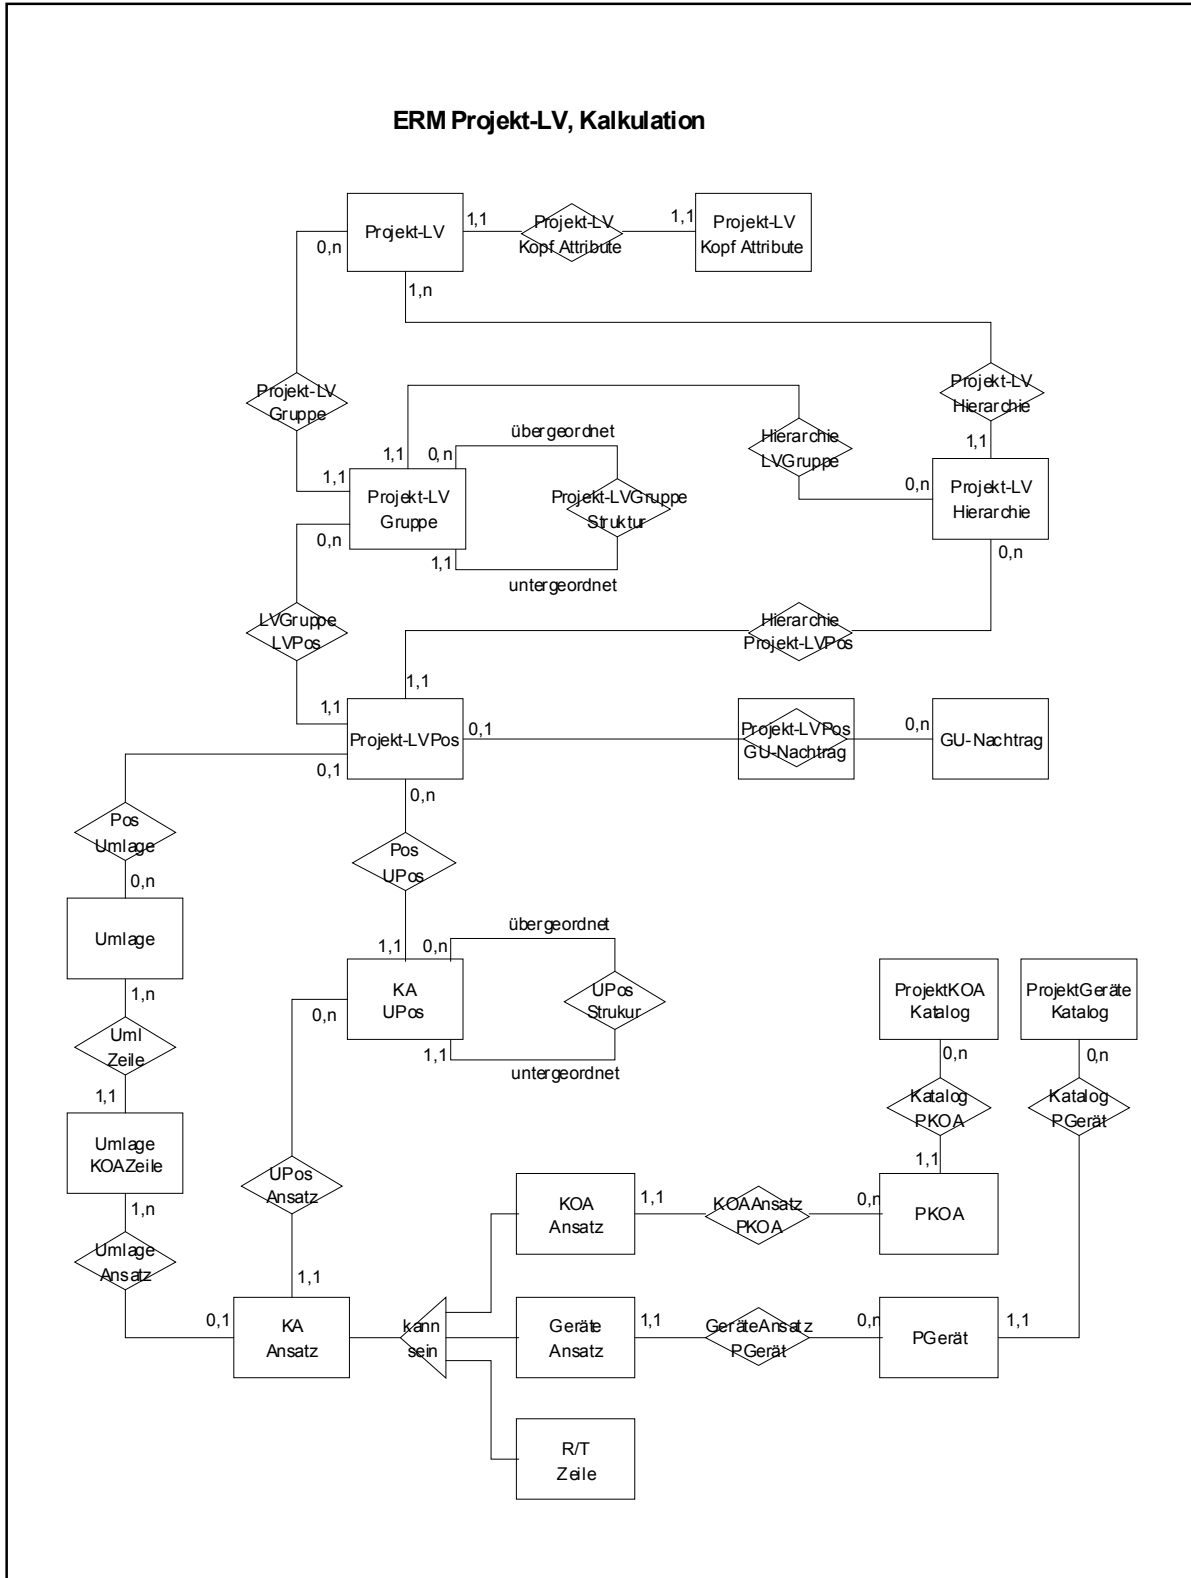 ERM Projekt-LV, Kalkulation
Projekt-LV
1,1
Projekt-LV
Kopf Attribute
1,1
Projekt-LV
Kopf Attribute
0,n
1,n
Projekt-LV
Gruppe
Projekt-LV
Hierarchie
übergeordnet
Hierarchie
LVGruppe
1,1
0,n
1,1
1,1
Projekt-LV
Gruppe
Projekt-LVGruppe
Struktur
0,n
Projekt-LV
Hierarchie
0,n
1,1
untergeordnet
0,n
LVGruppe
LVPos
Hierarchie
Projekt-LVPos
1,1
1,1
Projekt-LVPos
0,1
Projekt-LVPos
GU-Nachtrag
0,n
GU-Nachtrag
0,1
0,n
Pos
Umlage
Pos
UPos
0,n
Umlage
übergeordnet
1,1
0,n
KA
UPos
UPos
Strukur
ProjektKOA
Katalog
ProjektGeräte
Katalog
1,n
0,n
1,1
untergeordnet
0,n
0,n
Uml
Zeile
Katalog
PKOA
Katalog
PGerät
1,1
Umlage
KOAZeile
1,1
UPos
Ansatz
KOA
Ansatz
1,1
KOAAnsatz
PKOA
0,n
PKOA
1,n
Umlage
Ansatz
1,1
0,1
KA
Ansatz
kann
sein
Geräte
Ansatz
1,1
GeräteAnsatz
PGerät
0,n
PGerät
1,1
R/T
Zeile